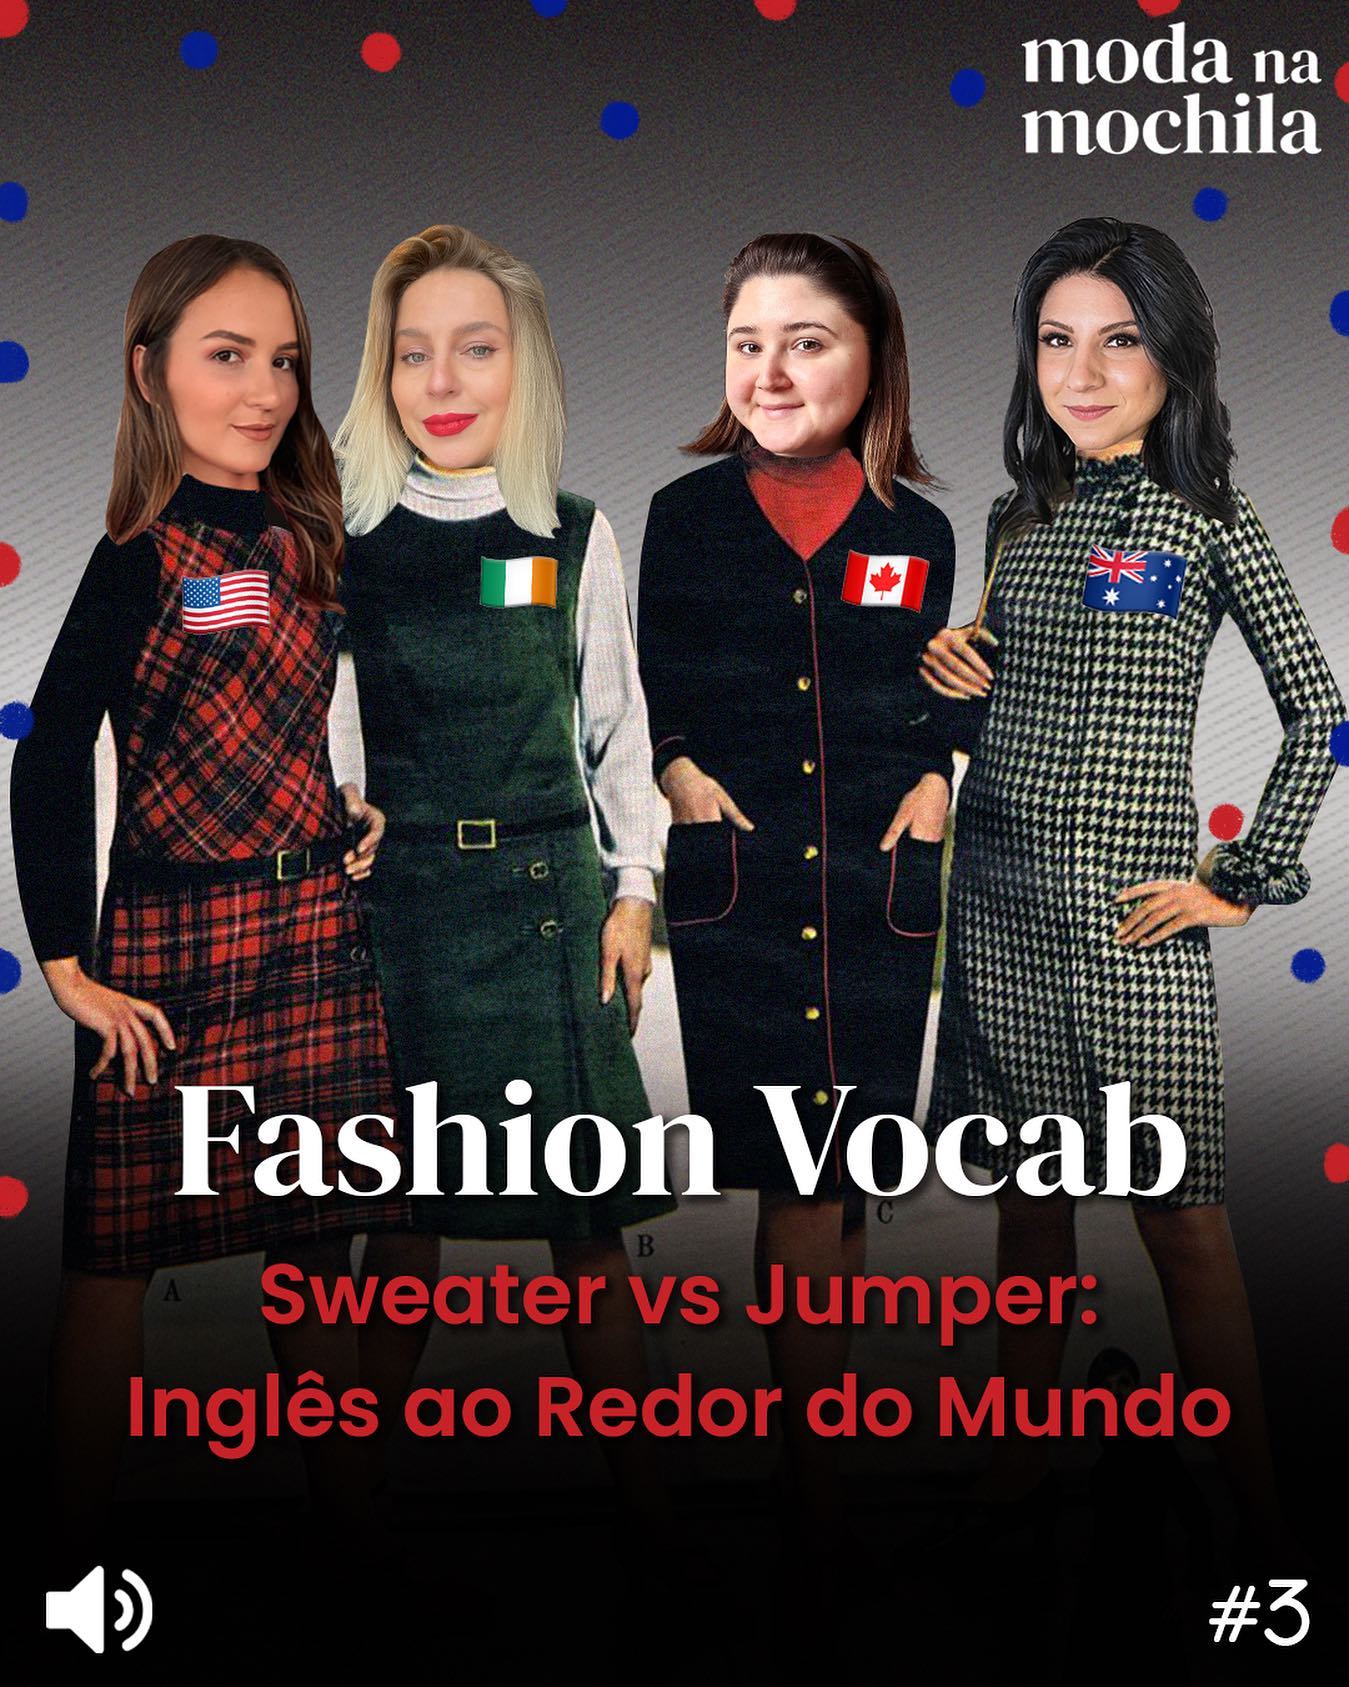 moda na
mochila
Fashion Vocab
C
B
A
Sweater vs Jumper:
Inglês ao Redor do Mundo
#3